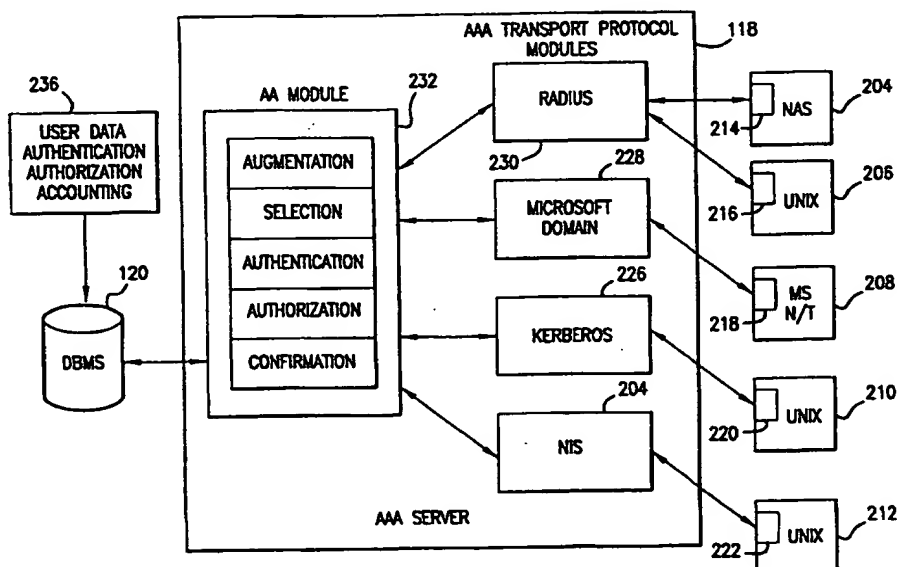 AAA TRANSPORT PROTOCOL
MODULES
118
236
AA MODULE
232
USER DATA
AUTHENTICATION
AUTHORIZATION
ACCOUNTING
RADIUS
230
NAS
204
214
AUGMENTATION
SELECTION
AUTHENTICATION
AUTHORIZATION
CONFIRMATION
228
MICROSOFT
DOMAIN
UNIX
206
216
120
DBMS
226
KERBEROS
MS
N/T
208
218
204
NIS
UNIX
210
220
AAA SERVER
UNIX
212
222